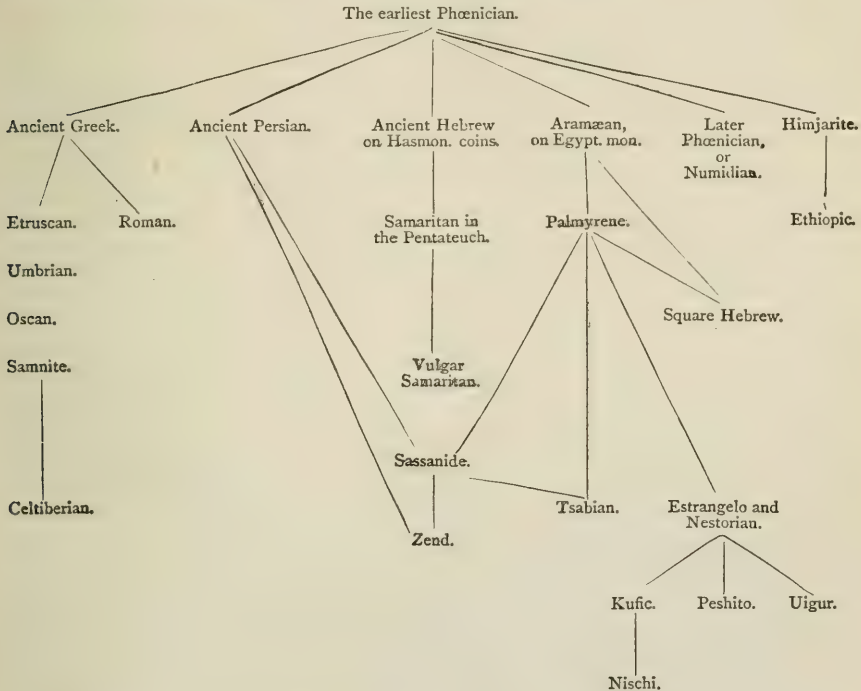 The earliest Phœnician.
Ancient Greek.
Ancient Persian.
Ancient Hebrew
on Hasmon. coins.
Aramæan,
on Egypt. mon.
Later
Phœnician,
or
Numidian.
Himjarite.
Etruscan.
Roman.
Samaritan in
the Pentateuch.
Palmyrene.
Ethiopic.
Umbrian.
Oscan.
Square Hebrew.
Samnite.
Vulgar
Samaritan.
Sassanide.
Celtiberian.
Zend.
Tsabian.
Estrangelo and
Nestorian.
Kufic.
Peshito.
Uigur.
Nischi.